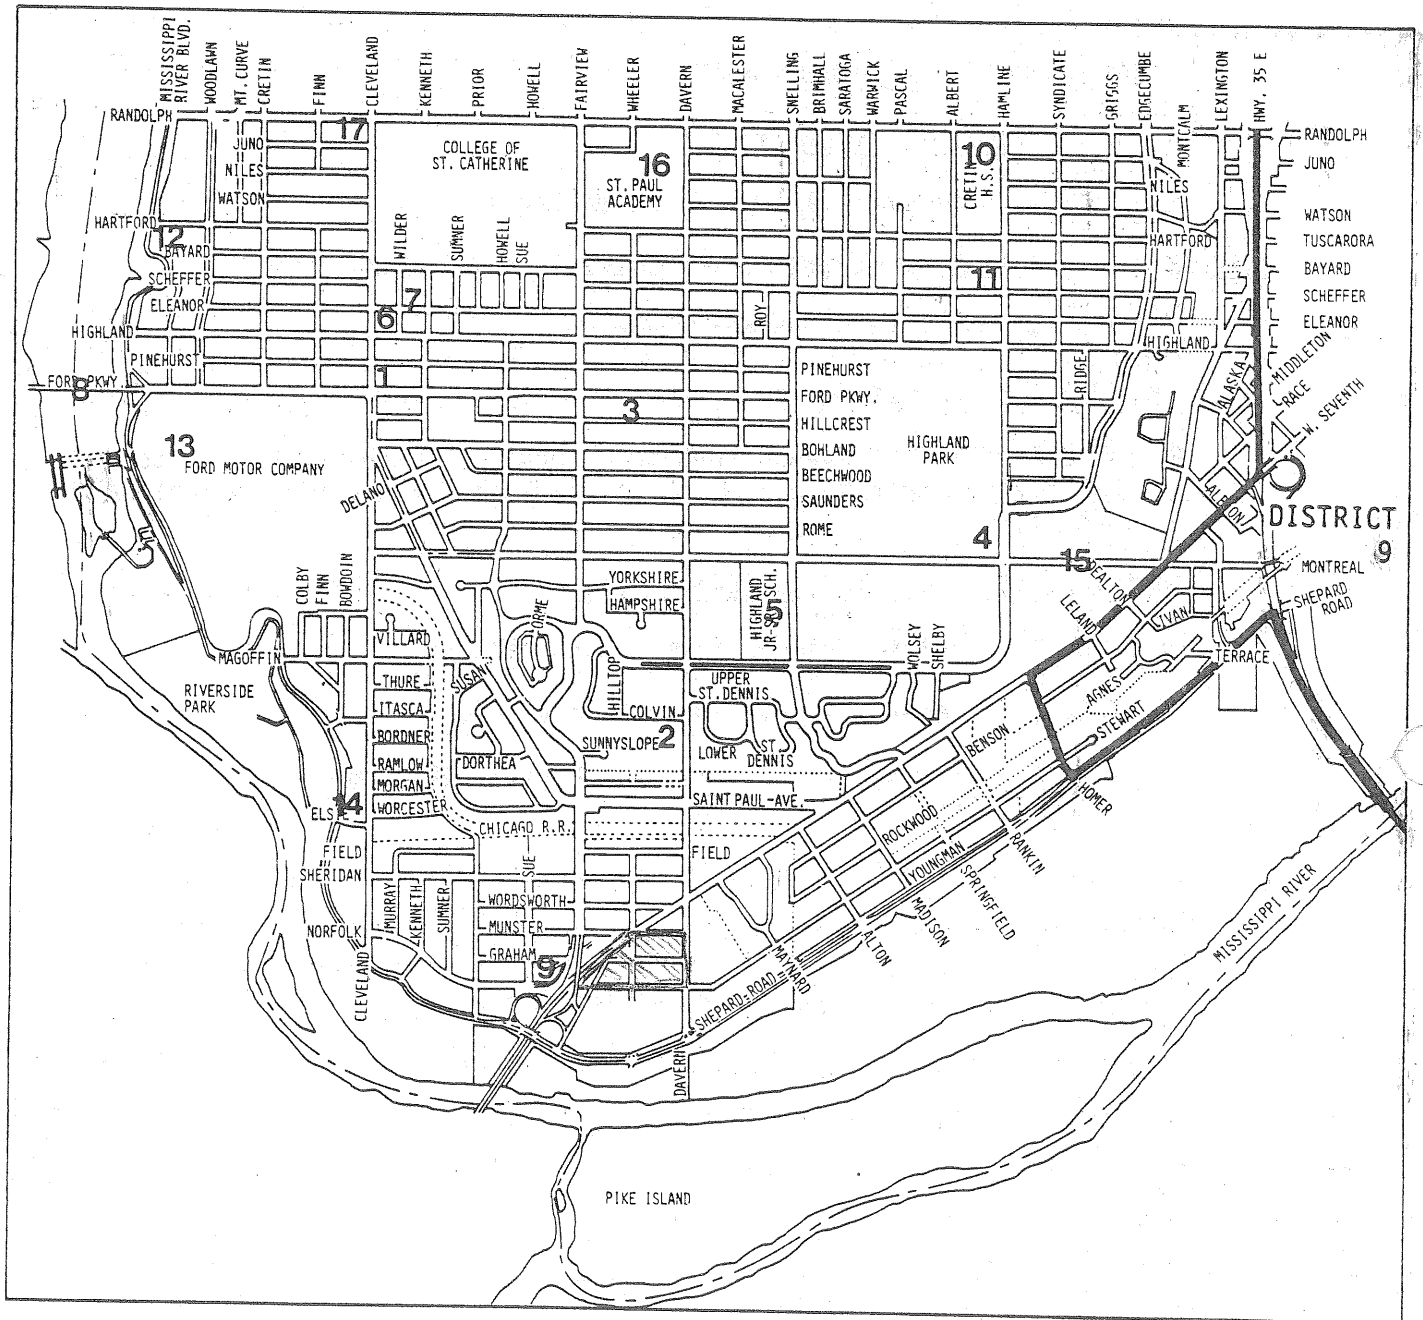 MISSISSIPPI
RIVER BLVD.
WOODLAWN
MT. CURVE
CRETIN
FINN
CLEVELAND
KENNETH
PRIOR
HOWELL
FAIRVIEW
WHEELER
DAVERN
MACALESTER
SNELLING
BRIMHALL
SARATOGA
WARWICK
PASCAL
ALBERT
HAMLINE
SYNDICATE
GRIGGS
EDGECUMBE
MONTCALM
LEXINGTON
HWY. 35 E
RANDOLPH
17
RANDOLPH
JUNO
COLLEGE OF
ST. CATHERINE
16
10
JUNO
NILES
ST. PAUL
ACADEMY
CRETIN
H.S.
NILES
WATSON
HARTFORD
WATSON
12
BAYARD
WILDER
SUMNER
HOWELL
SUE
HARTFORD
TUSCARORA
SCHEFFER
11
BAYARD
ELEANOR
7
6
ROY
SCHEFFER
HIGHLAND
HIGHLAND
ELEANOR
PINEHURST
1
PINEHURST
RIDGE
ALASKA
MIDDLETON
RACE
W. SEVENTH
FORD PKWY.
8
3
FORD PKWY.
HILLCREST
13
FORD MOTOR COMPANY
BOHLAND
HIGHLAND
PARK
BEECHWOOD
DELANO
SAUNDERS
ALBION
ROME
4
DISTRICT
9
15
MONTREAL
COLBY
FINN
BOWDOIN
YORKSHIRE
HAMPSHIRE
HIGHLAND
JR-SR. SCH.
5
DEALTON
LELAND
IVAN
SHEPARD
ROAD
ORME
VILLARD
MAGOFFIN
WOLSEY
SHELBY
TERRACE
RIVERSIDE
PARK
THURE
SUSAN
HILLTOP
UPPER
ST. DENNIS
AGNES
ITASCA
COLVIN
STEWART
BORDNER
SUNNYSLOPE
2
LOWER
ST
DENNIS
BENSON
RAMLOW
DORTHEA
MORGAN
14
WORCESTER
SAINT PAUL-AVE.
HOMER
CHICAGO R.R.
ROCKWOOD
FIELD
FIELD
RANKIN
SHERIDAN
SUE
YOUNGMAN
SPRINGFIELD
MURRAY
KENNETH
SUMNER
WORDSWORTH
MADISON
MISSISSIPPI RIVER
NORFOLK
MUNSTER
ALTON
GRAHAM
9
MAYNARD
CLEVELAND
SHEPARD-ROAD
DAVERN
PIKE ISLAND